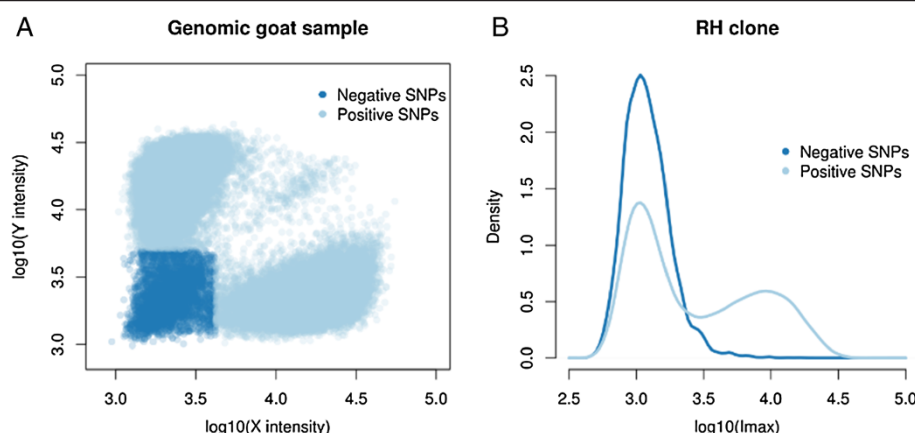 A
Genomic goat sample
Negative SNPs
Positive SNPs
5.0
4.5
4.0
3.5
3.0
log10(Y intensity)
3.0 3.5 4.0 4.5 5.0
log10(X intensity)
B
RH clone
Negative SNPs
Positive SNPs
2.5
2.0
1.5
1.0
0.5
0.0
Density
2.5 3.0 3.5 4.0 4.5 5.0
log10(Imax)